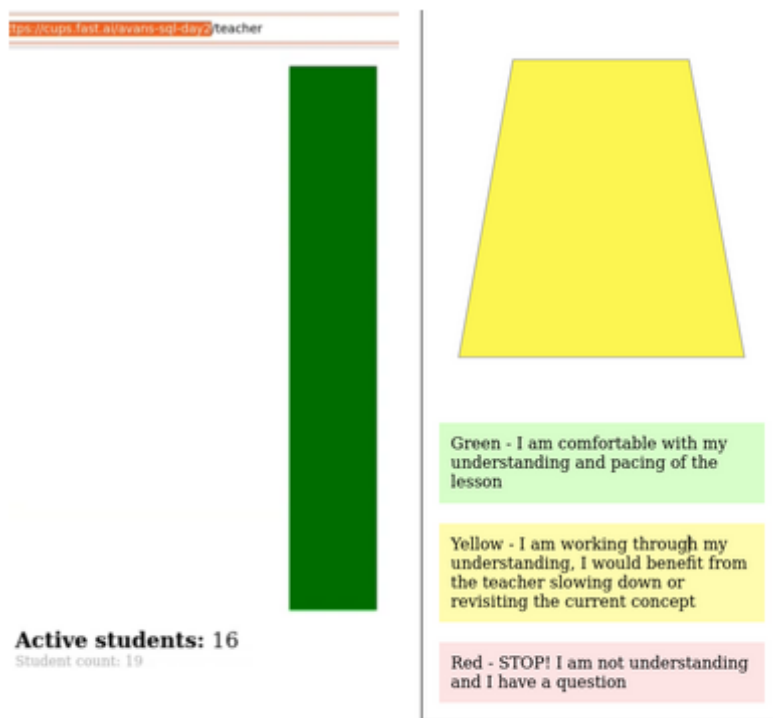 ttps://cups.fast.ai/avans-sql-day2/teacher
Active students: 16
Student count: 19
Green - I am comfortable with my
understanding and pacing of the
lesson
Yellow - I am working through my
understanding, I would benefit from
the teacher slowing down or
revisiting the current concept
Red - STOP! I am not understanding
and I have a question